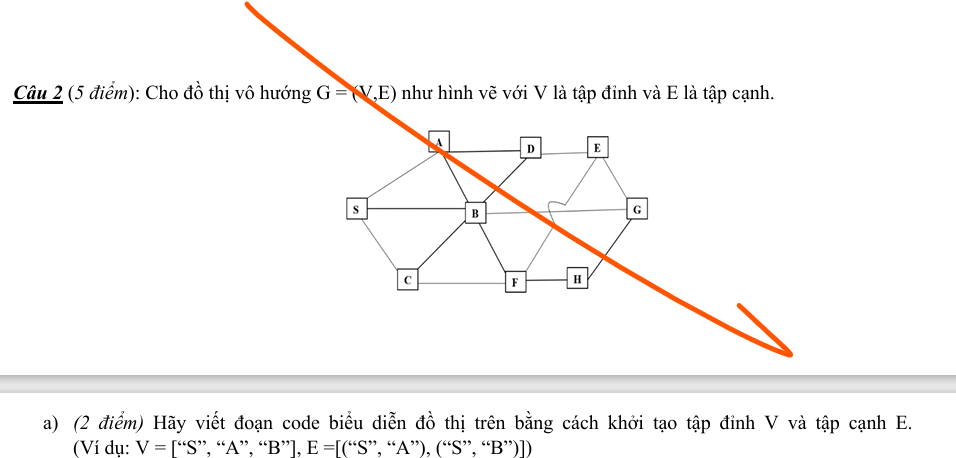 Câu 2 (5 điểm): Cho đồ thị vô hướng G = (V,E) như hình vẽ với V là tập đỉnh và E là tập cạnh.
A
D
E
S
B
G
C
F
H
a) (2 điểm) Hãy viết đoạn code biểu diễn đồ thị trên bằng cách khởi tạo tập đỉnh V và tập cạnh E.
(Ví dụ: V = [“S”, “A”, “B”], E =[(“S”, “A”), (“S”, “B”)])